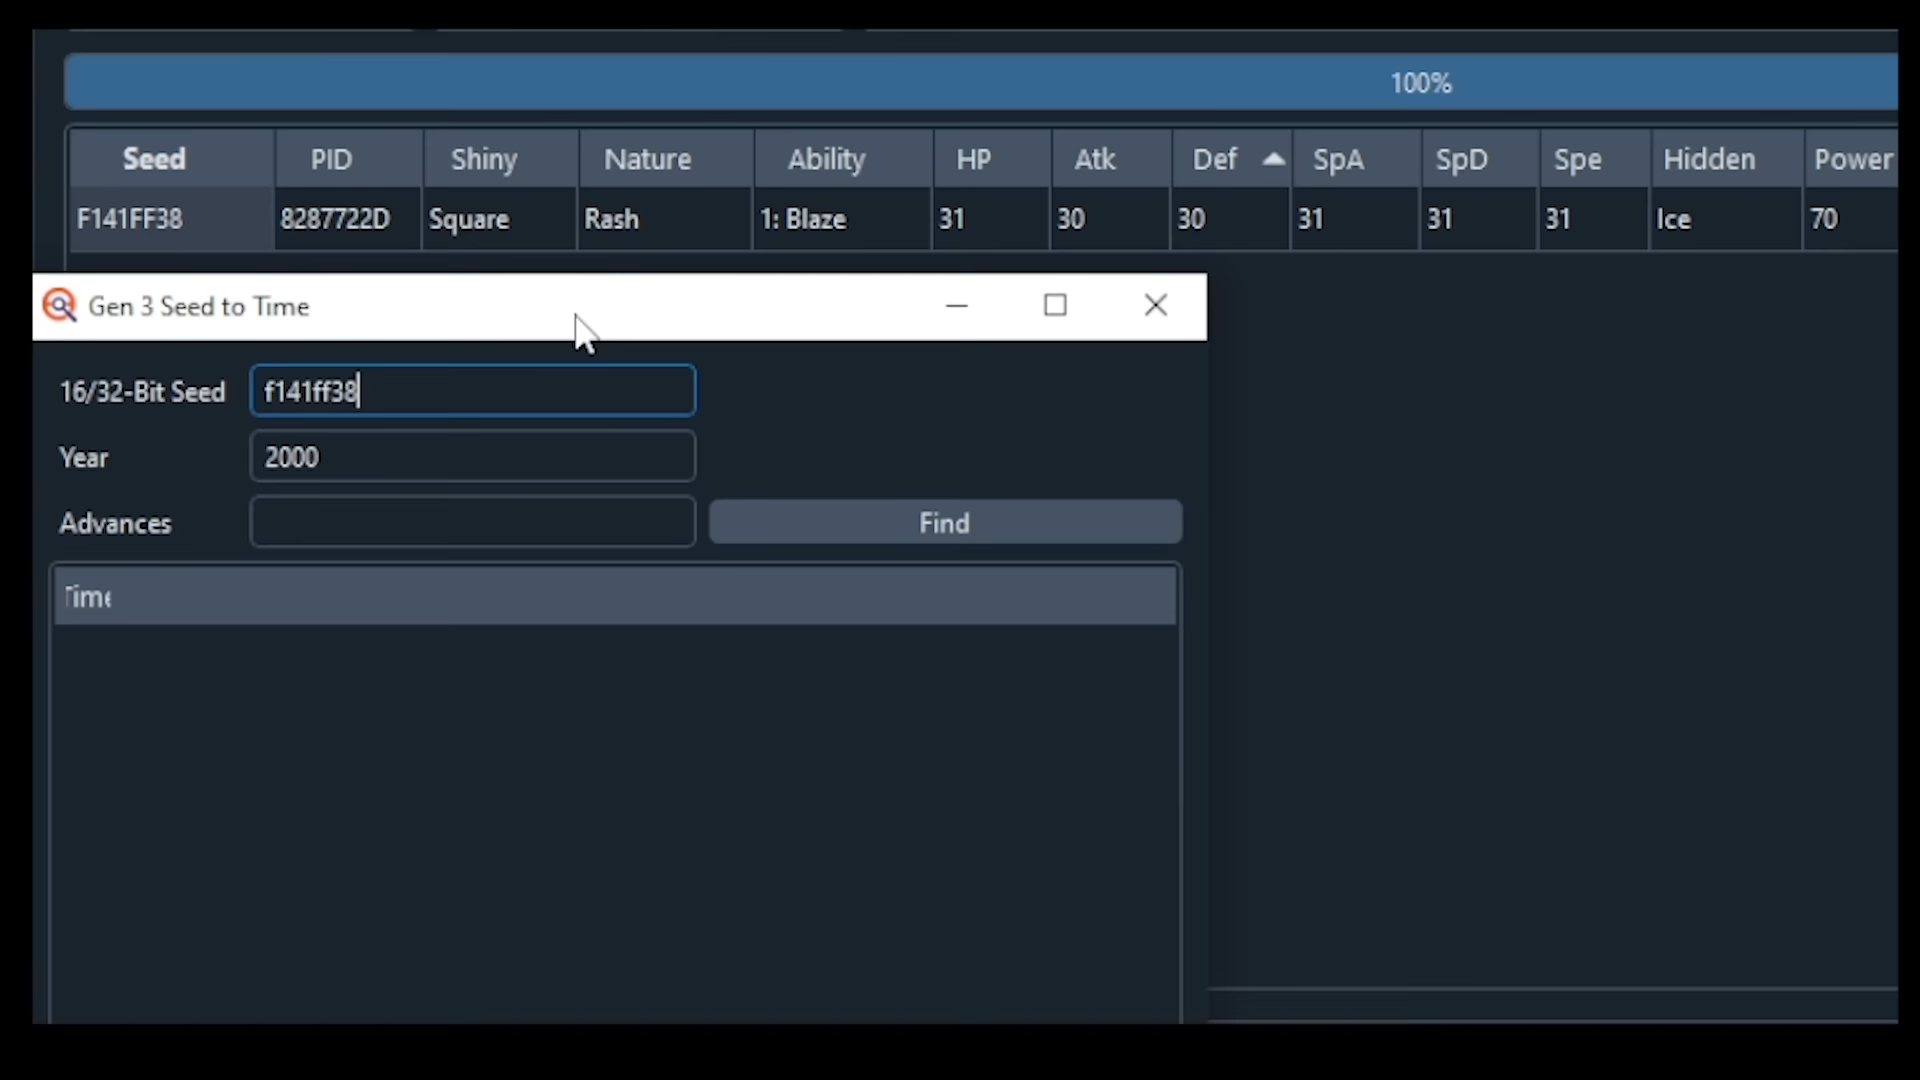 100%
Seed PID Shiny Nature Ability HP Atk Def SpA SpD Spe Hidden Power
F141FF38 8287722D Square Rash 1: Blaze 31 30 30 31 31 31 Ice 70
Gen 3 Seed to Time
16/32-Bit Seed f141ff38
Year 2000
Advances Find
Time